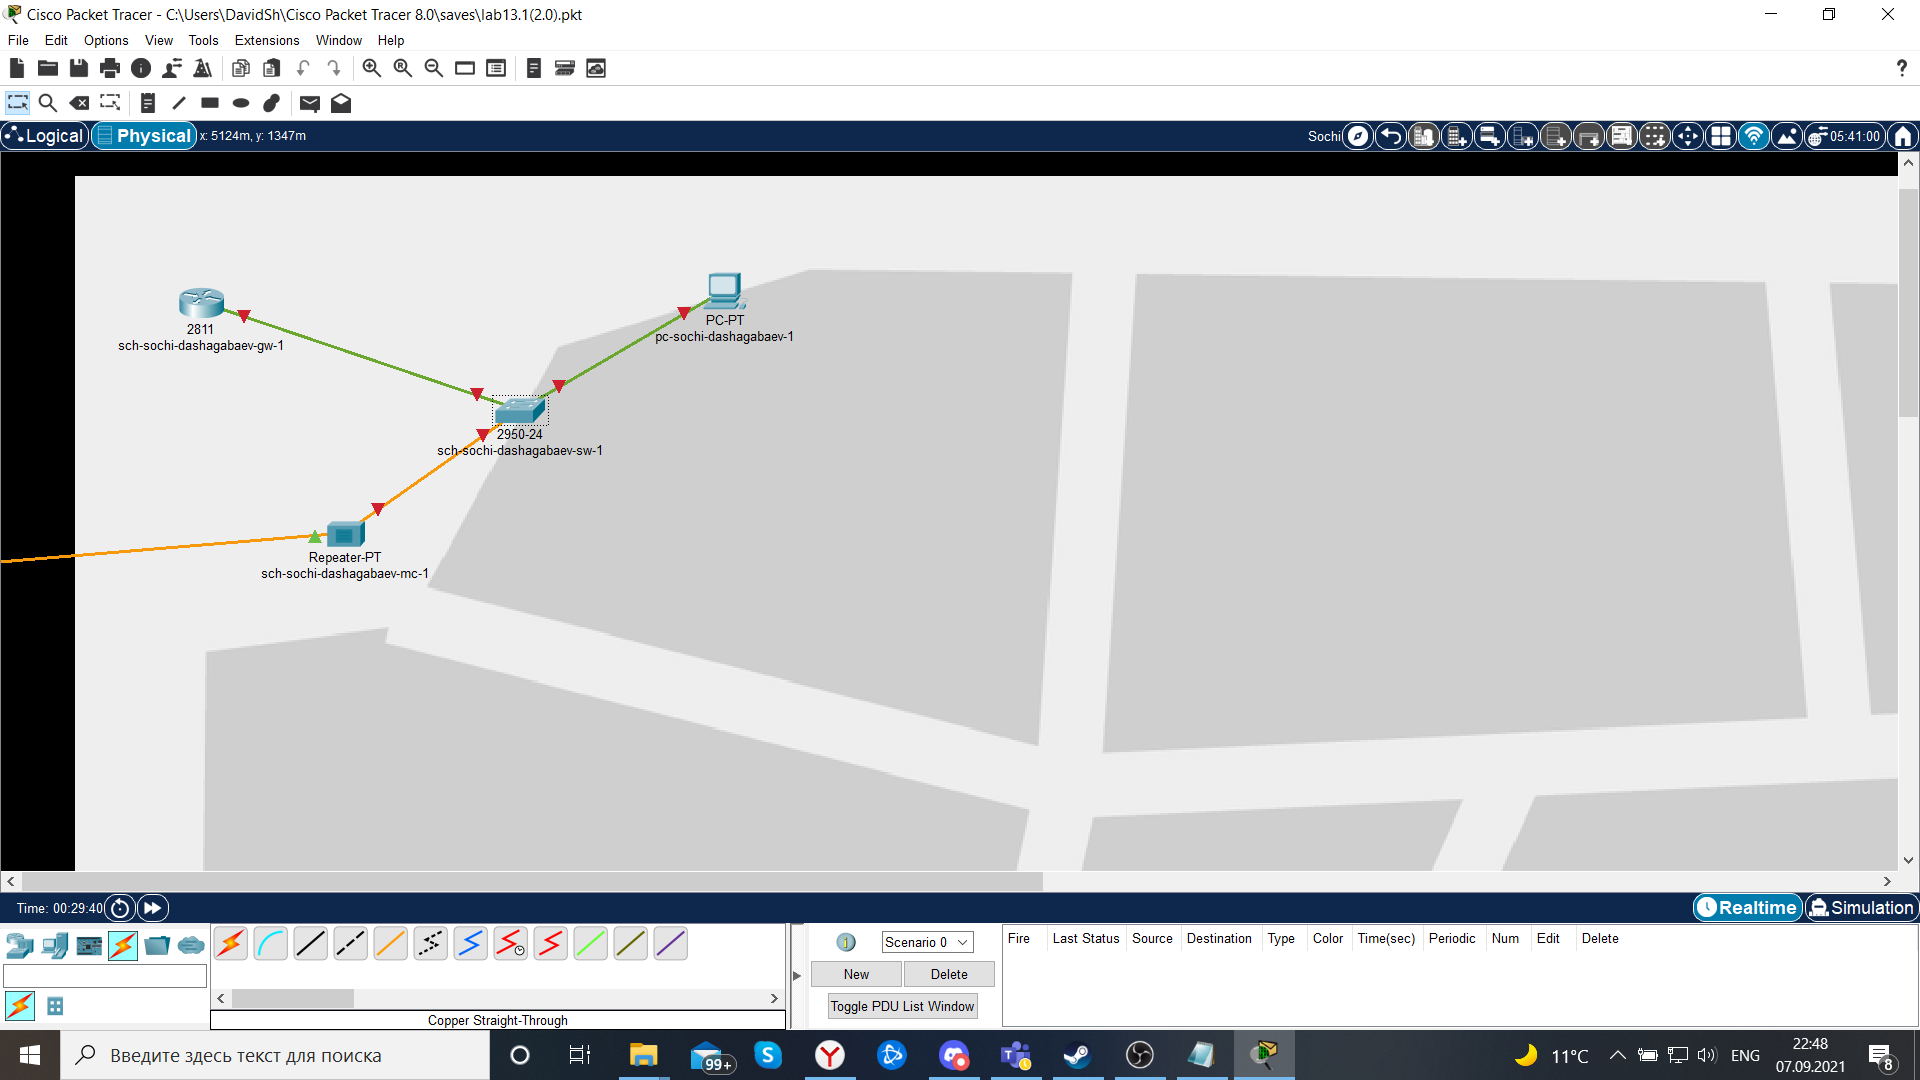 Cisco Packet Tracer - C:\Users\DavidSh\Cisco Packet Tracer 8.0\saves\lab13.1(2.0).pkt
File Edit Options View Tools Extensions Window Help
?
Logical Physical x: 5124m, y: 1347m Sochi 05:41:00
PC-PT
pc-sochi-dashagabaev-1
2811
sch-sochi-dashagabaev-gw-1
2950-24
sch-sochi-dashagabaev-sw-1
Repeater-PT
sch-sochi-dashagabaev-mc-1
Time: 00:29:40 Realtime Simulation
Scenario 0
New Delete
Toggle PDU List Window
Fire Last Status Source Destination Type Color Time(sec) Periodic Num Edit Delete
Copper Straight-Through
Введите здесь текст для поиска
99+
11°C
ENG
22:48
07.09.2021
8